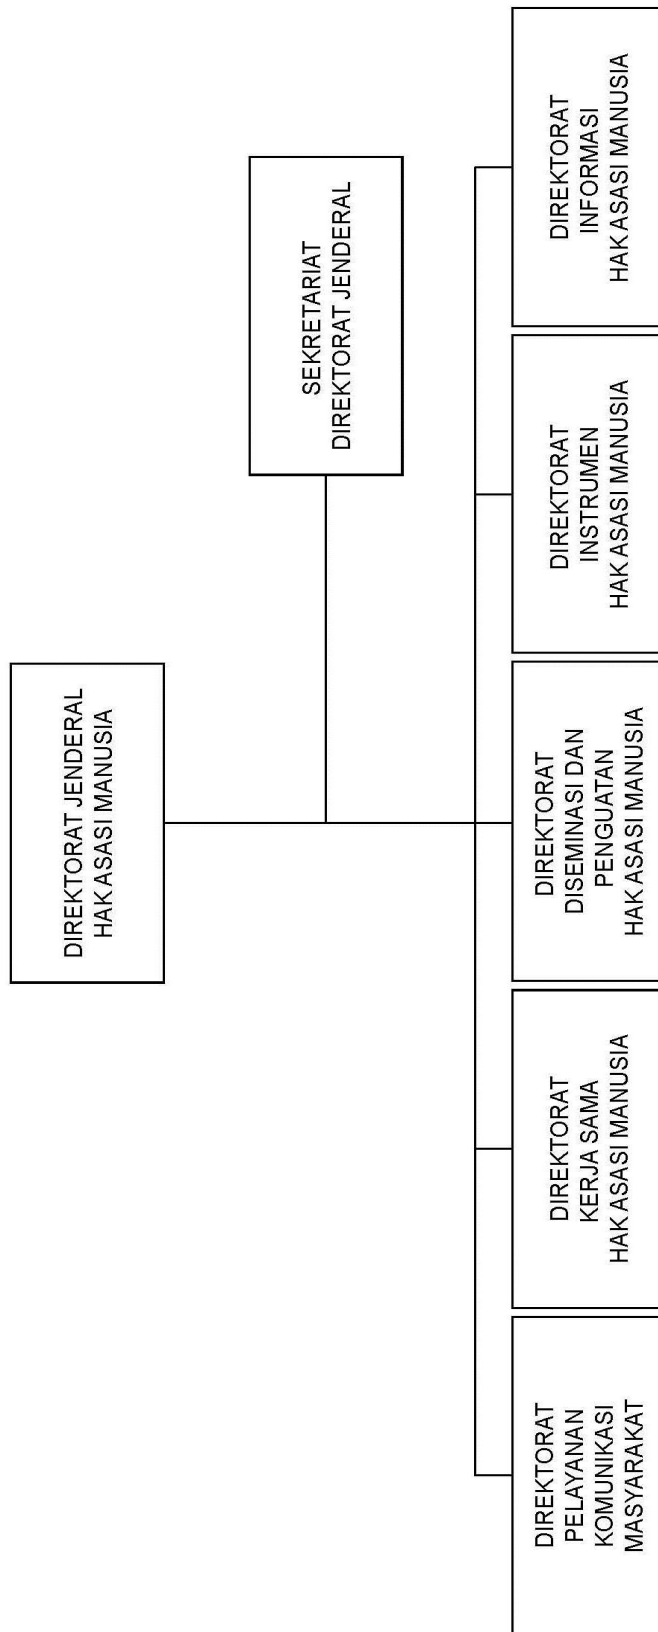 DIREKTORAT JENDERAL
HAK ASASI MANUSIA
SEKRETARIAT
DIREKTORAT JENDERAL
DIREKTORAT
PELAYANAN
KOMUNIKASI
MASYARAKAT
DIREKTORAT
KERJA SAMA
HAK ASASI MANUSIA
DIREKTORAT
DISEMINASI DAN
PENGUATAN
HAK ASASI MANUSIA
DIREKTORAT
INSTRUMEN
HAK ASASI MANUSIA
DIREKTORAT
INFORMASI
HAK ASASI MANUSIA